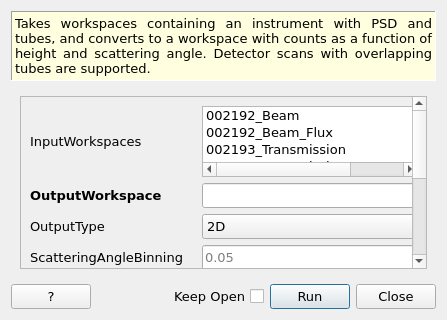 Takes workspaces containing an instrument with PSD and
tubes, and converts to a workspace with counts as a function of
height and scattering angle. Detector scans with overlapping
tubes are supported.
InputWorkspaces
002192_Beam
002192_Beam_Flux
002193_Transmission
OutputWorkspace
OutputType
2D
ScatteringAngleBinning
0.05
?
Keep Open
Run
Close